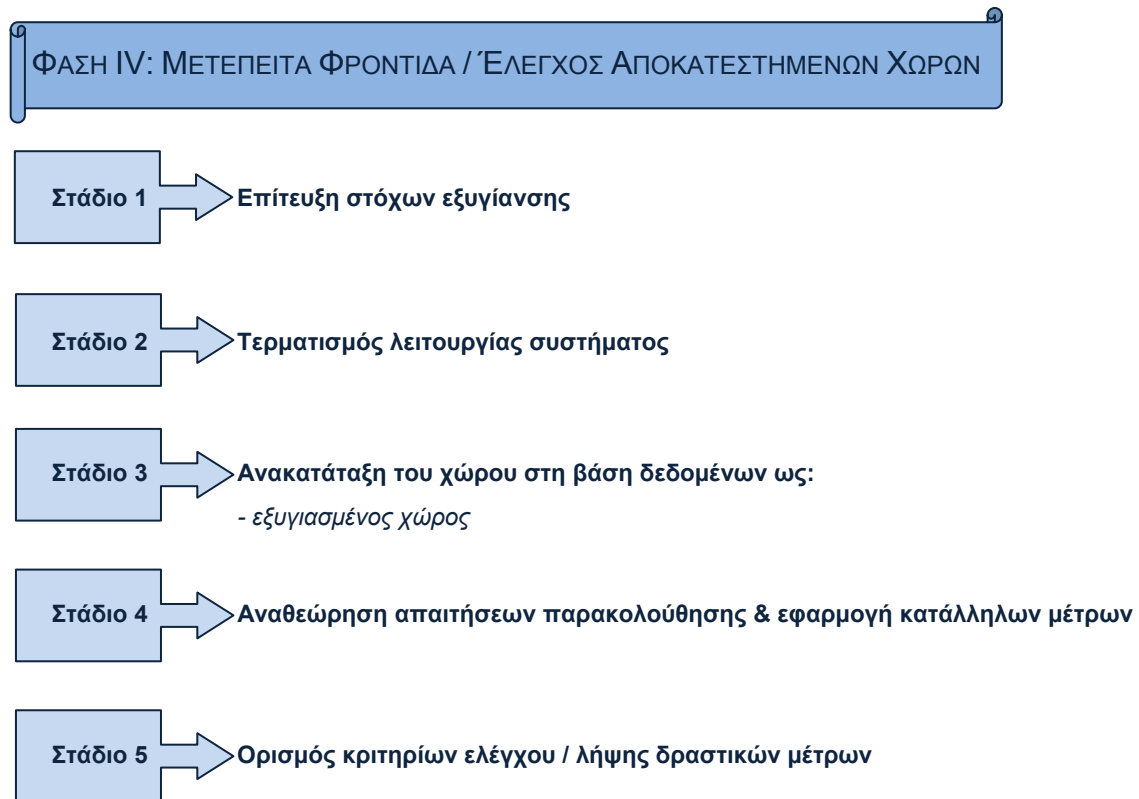 ΦΑΣΗ IV: ΜΕΤΕΠΕΙΤΑ ΦΡΟΝΤΙΔΑ / ΈΛΕΓΧΟΣ ΑΠΟΚΑΤΕΣΤΗΜΕΝΩΝ ΧΩΡΩΝ
Στάδιο 1 Επίτευξη στόχων εξυγίανσης
Στάδιο 2 Τερματισμός λειτουργίας συστήματος
Στάδιο 3 Ανακατάταξη του χώρου στη βάση δεδομένων ως:
- εξυγιασμένος χώρος
Στάδιο 4 Αναθεώρηση απαιτήσεων παρακολούθησης & εφαρμογή κατάλληλων μέτρων
Στάδιο 5 Ορισμός κριτηρίων ελέγχου / λήψης δραστικών μέτρων